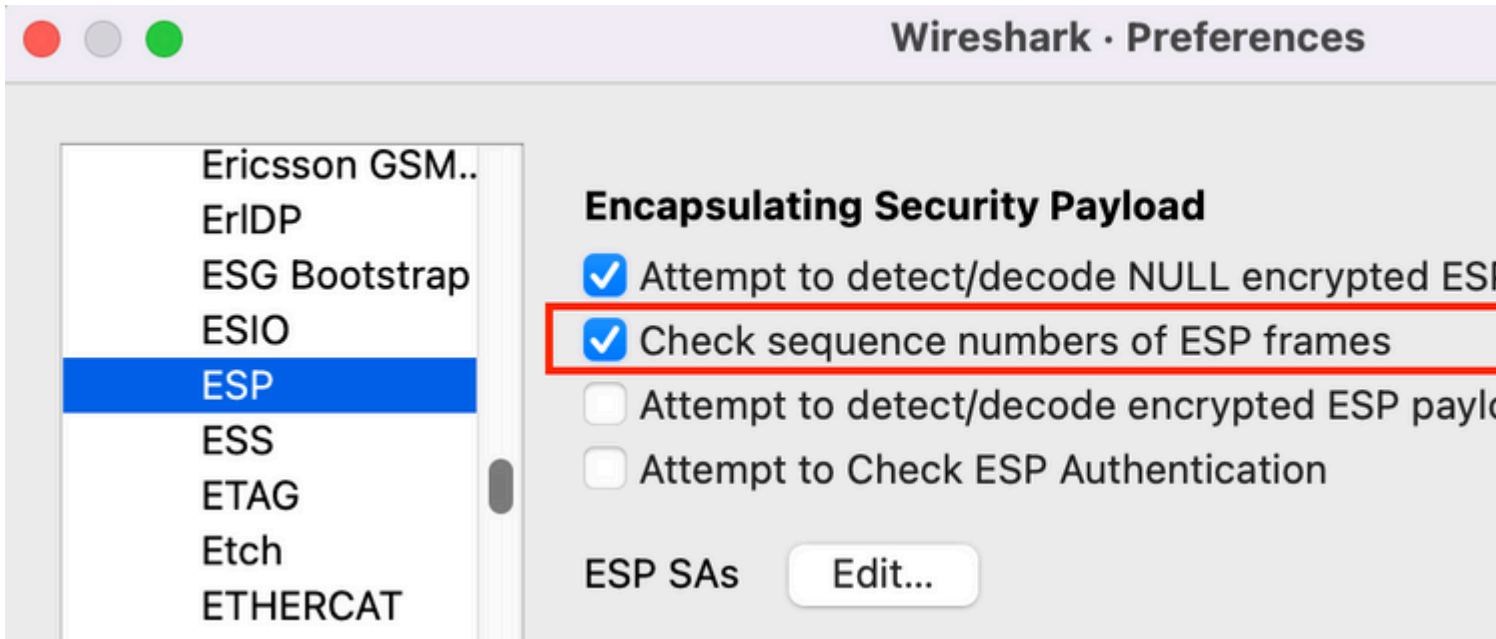 Wireshark · Preferences
Ericsson GSM..
ErlDP
ESG Bootstrap
ESIO
ESP
ESS
ETAG
Etch
ETHERCAT
Encapsulating Security Payload
Attempt to detect/decode NULL encrypted ESP
Check sequence numbers of ESP frames
Attempt to detect/decode encrypted ESP paylo
Attempt to Check ESP Authentication
ESP SAs Edit...